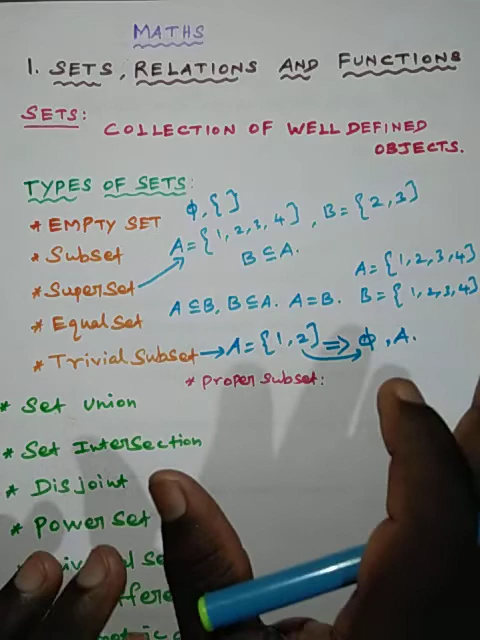 MATHS
1. SETS, RELATIONS AND FUNCTIONS
SETS: COLLECTION OF WELL DEFINED
OBJECTS.
TYPES OF SETS:
* EMPTY SET φ, { }
* Subset A={1,2,3,4}, B={2,3}
B⊆A.
* Superset A={1,2,3,4}
* Equal Set A⊆B, B⊆A. A=B. B={1,2,3,4}
* Trivial Subset → A={1,2} ⇒ φ, A.
* Proper subset:
* Set Union
* Set Intersection
* Disjoint
* Power Set